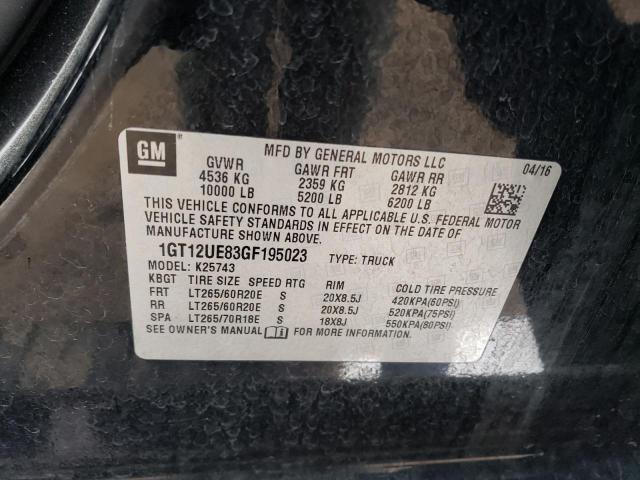 GM
MFD BY GENERAL MOTORS LLC
04/16
GVWR GAWR FRT GAWR RR
4536 KG 2359 KG 2812 KG
10000 LB 5200 LB 6200 LB
THIS VEHICLE CONFORMS TO ALL APPLICABLE U.S. FEDERAL MOTOR
VEHICLE SAFETY STANDARDS IN EFFECT ON THE DATE OF
MANUFACTURE SHOWN ABOVE.
1GT12UE83GF195023 TYPE: TRUCK
MODEL: K25743
KBGT TIRE SIZE SPEED RTG RIM COLD TIRE PRESSURE
FRT LT265/60R20E S 20X8.5J 420KPA(60PSI)
RR LT265/60R20E S 20X8.5J 520KPA(75PSI)
SPA LT265/70R18E S 18X8J 550KPA(80PSI)
SEE OWNER'S MANUAL FOR MORE INFORMATION.